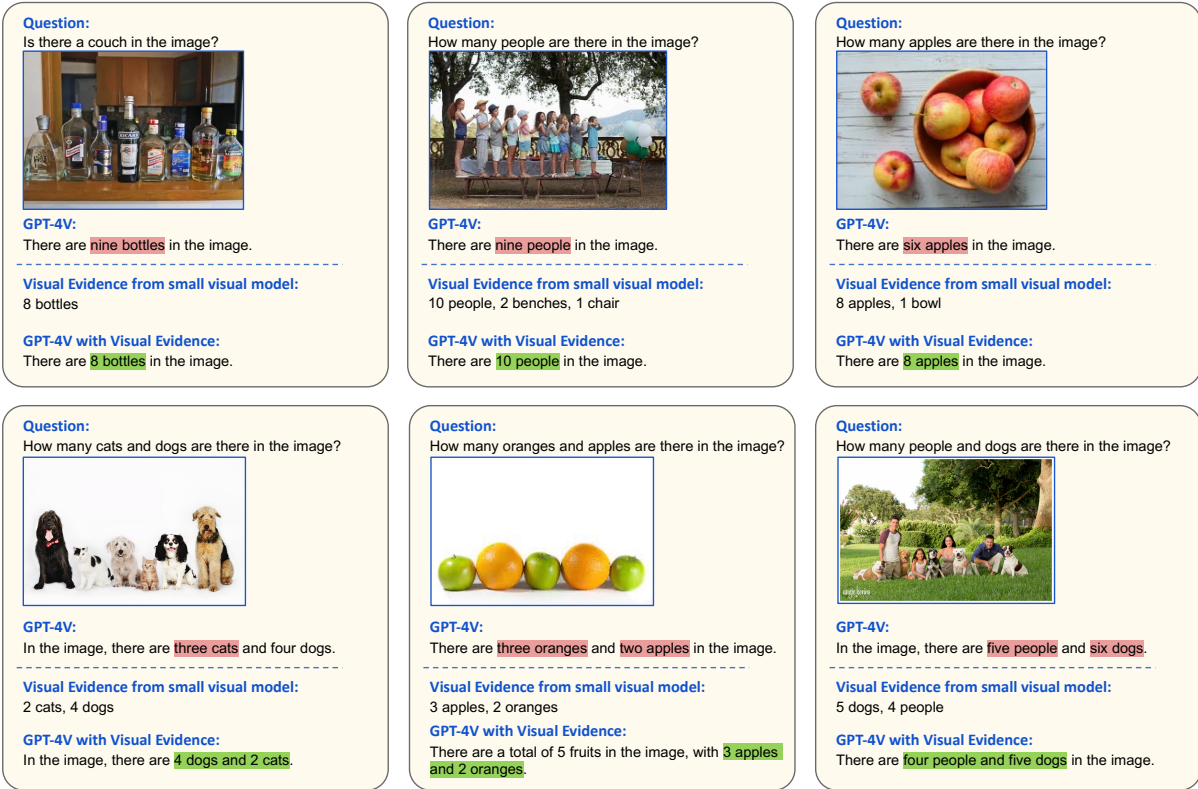 Question:
Is there a couch in the image?
RICARD
GPT-4V:
There are nine bottles in the image.
Visual Evidence from small visual model:
8 bottles
GPT-4V with Visual Evidence:
There are 8 bottles in the image.
Question:
How many people are there in the image?
GPT-4V:
There are nine people in the image.
Visual Evidence from small visual model:
10 people, 2 benches, 1 chair
GPT-4V with Visual Evidence:
There are 10 people in the image.
Question:
How many apples are there in the image?
GPT-4V:
There are six apples in the image.
Visual Evidence from small visual model:
8 apples, 1 bowl
GPT-4V with Visual Evidence:
There are 8 apples in the image.
Question:
How many cats and dogs are there in the image?
GPT-4V:
In the image, there are three cats and four dogs.
Visual Evidence from small visual model:
2 cats, 4 dogs
GPT-4V with Visual Evidence:
In the image, there are 4 dogs and 2 cats.
Question:
How many oranges and apples are there in the image?
GPT-4V:
There are three oranges and two apples in the image.
Visual Evidence from small visual model:
3 apples, 2 oranges
GPT-4V with Visual Evidence:
There are a total of 5 fruits in the image, with 3 apples
and 2 oranges.
Question:
How many people and dogs are there in the image?
GPT-4V:
In the image, there are five people and six dogs.
Visual Evidence from small visual model:
5 dogs, 4 people
GPT-4V with Visual Evidence:
There are four people and five dogs in the image.